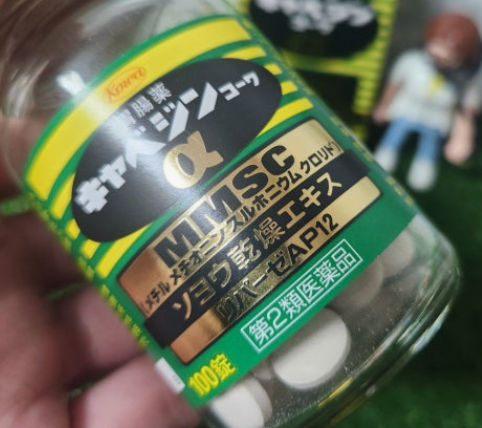 Kowa
胃腸薬
キャベジンコーワ
α
MMSC
(メチルメチオニンスルホニウムクロリド)
ソヨウ乾燥エキス
リパーゼAP12
第2類医薬品
100錠